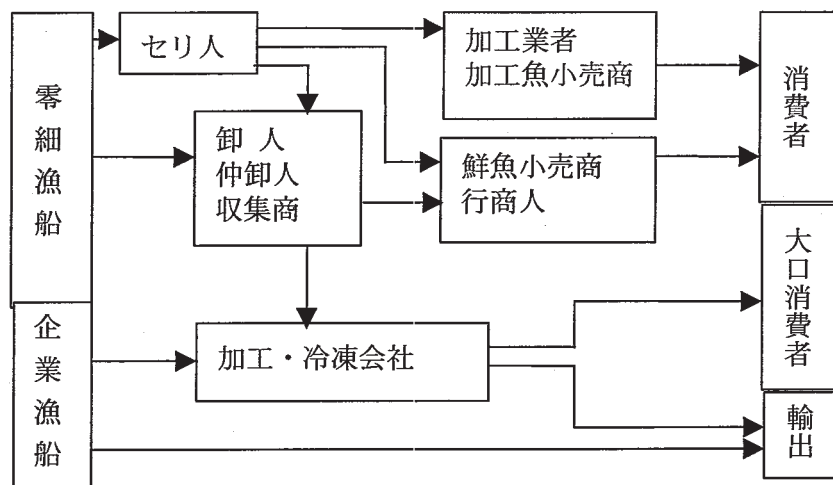 零細漁船
企業漁船
セリ人
卸 人
仲卸人
収集商
加工・冷凍会社
加工業者
加工魚小売商
鮮魚小売商
行商人
消費者
大口消費者
輸出